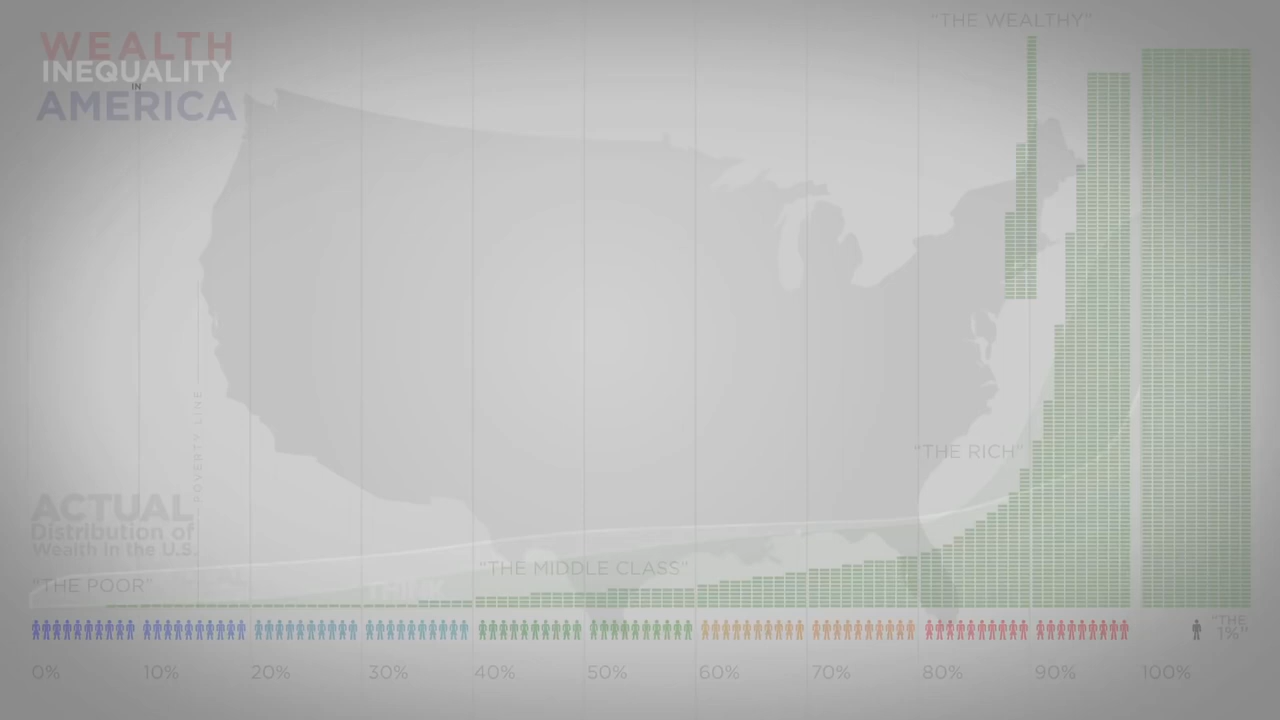 "THE WEALTHY"
WEALTH
INEQUALITY
IN
AMERICA
POVERTY LINE
"THE RICH"
ACTUAL
Distribution of
Wealth In the U.S.
"THE MIDDLE CLASS"
"THE POOR"
"THE
1%"
0% 10% 20% 30% 40% 50% 60% 70% 80% 90% 100%